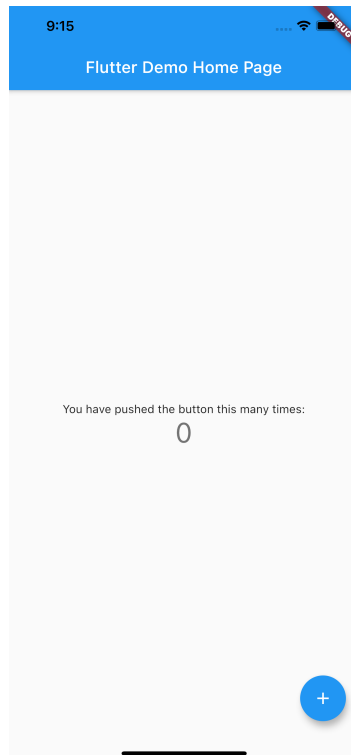 9:15
DEBUG
Flutter Demo Home Page
You have pushed the button this many times:
0
+